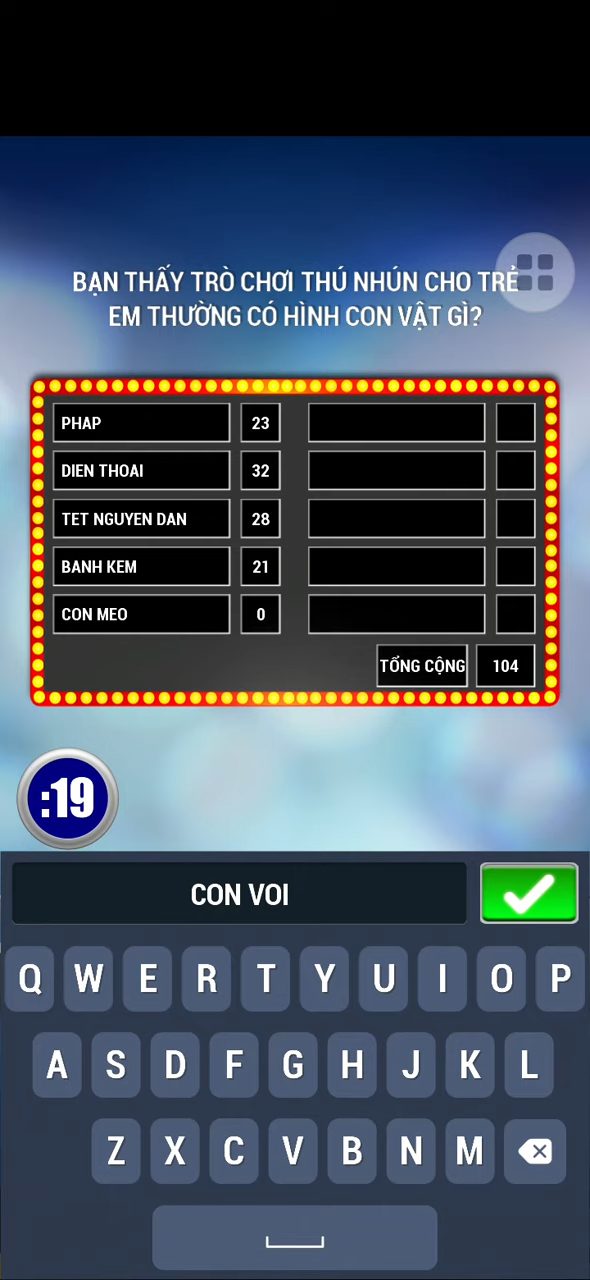 BẠN THẤY TRÒ CHƠI THÚ NHÚN CHO TRẺ
EM THƯỜNG CÓ HÌNH CON VẬT GÌ?
PHAP 23
DIEN THOAI 32
TET NGUYEN DAN 28
BANH KEM 21
CON MEO 0
TỔNG CỘNG 104
:19
CON VOI
Q W E R T Y U I O P
A S D F G H J K L
Z X C V B N M